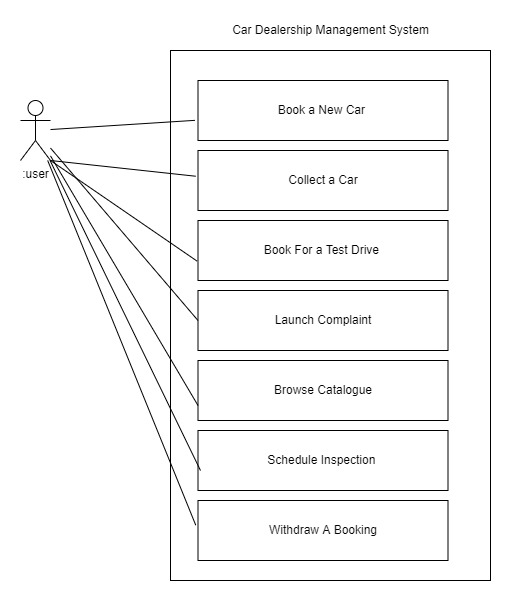 Car Dealership Management System
Book a New Car
:user
Collect a Car
Book For a Test Drive
Launch Complaint
Browse Catalogue
Schedule Inspection
Withdraw A Booking